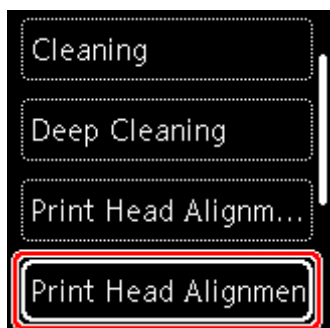 Cleaning
Deep Cleaning
Print Head Alignm...
Print Head Alignmen